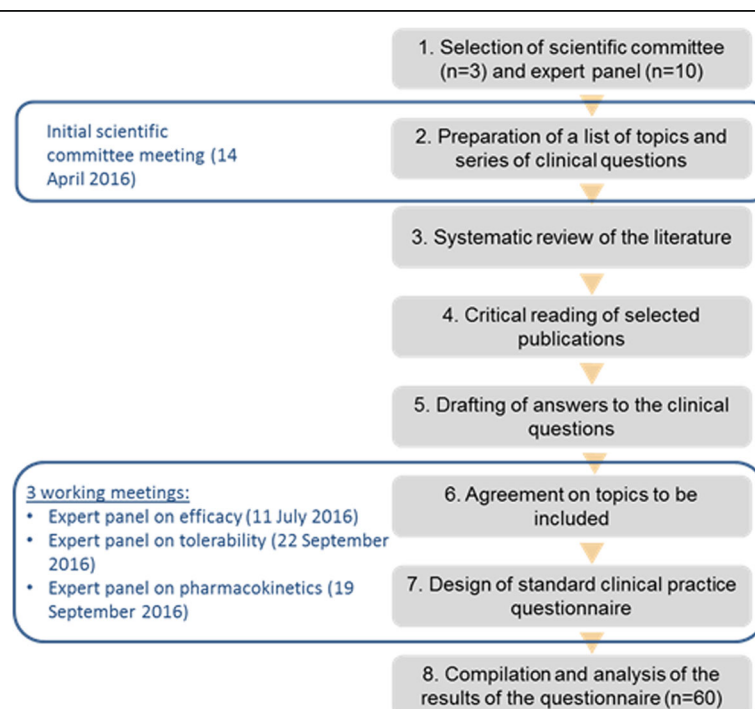 1. Selection of scientific committee
(n=3) and expert panel (n=10)
Initial scientific
committee meeting (14
April 2016)
2. Preparation of a list of topics and
series of clinical questions
3. Systematic review of the literature
4. Critical reading of selected
publications
5. Drafting of answers to the clinical
questions
3 working meetings:
• Expert panel on efficacy (11 July 2016)
• Expert panel on tolerability (22 September
2016)
• Expert panel on pharmacokinetics (19
September 2016)
6. Agreement on topics to be
included
7. Design of standard clinical practice
questionnaire
8. Compilation and analysis of the
results of the questionnaire (n=60)